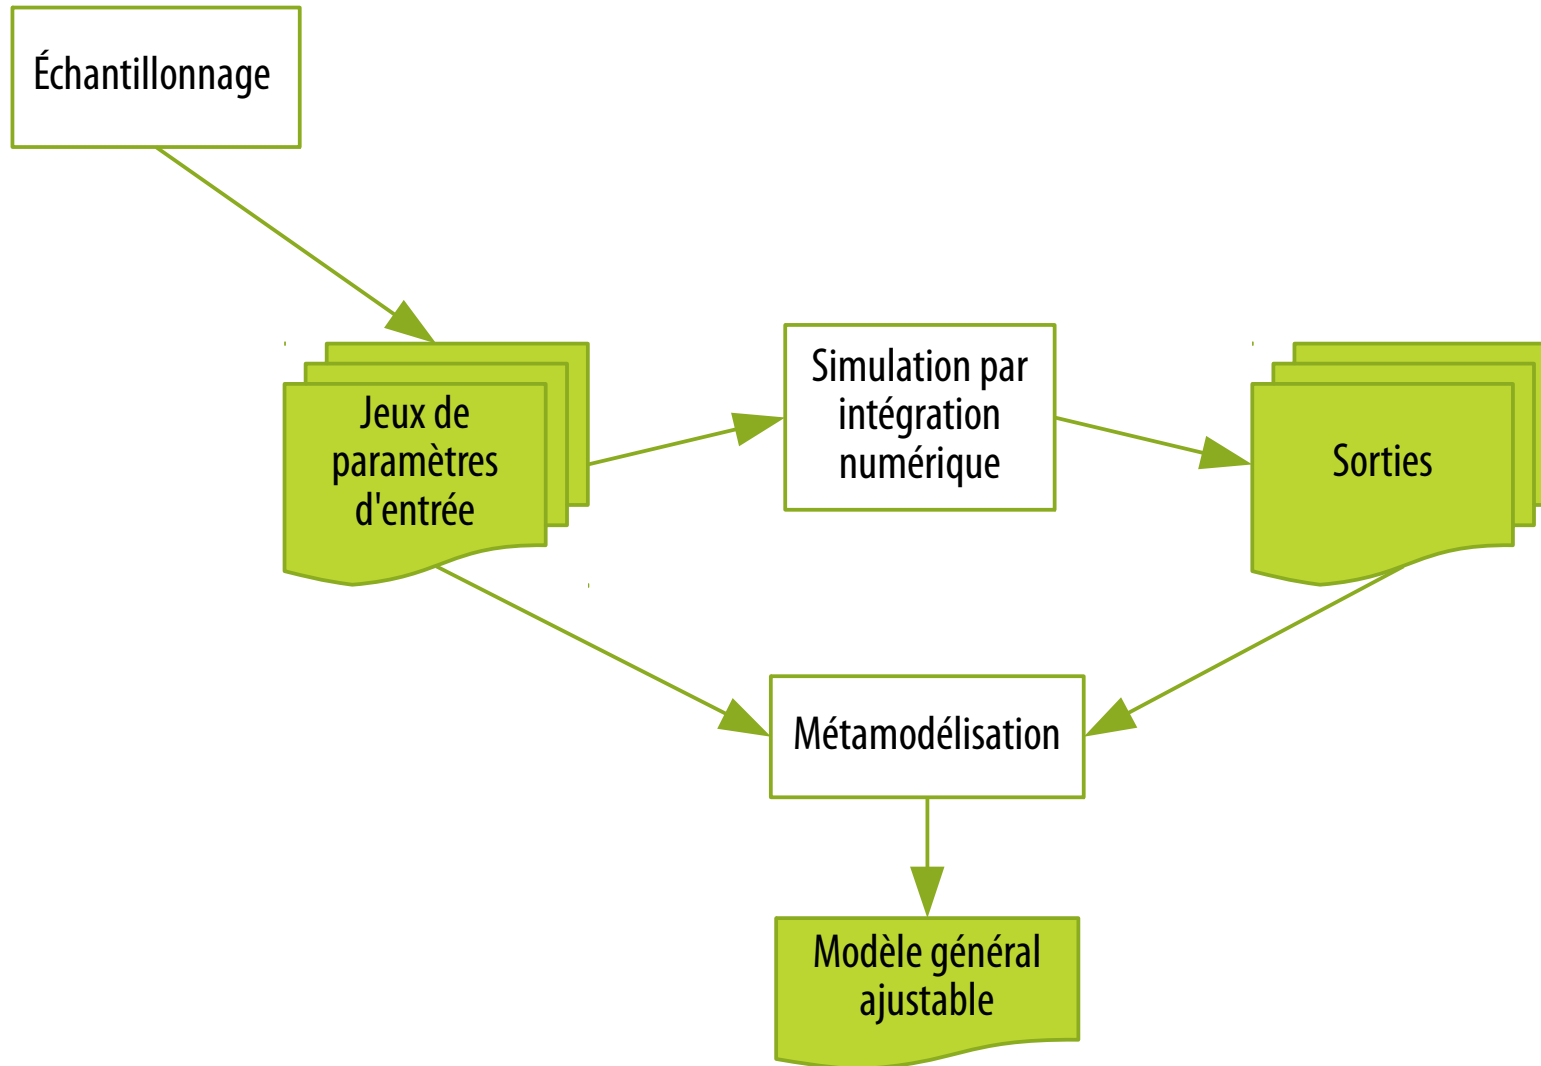 Échantillonnage
Jeux de
paramètres
d'entrée
Simulation par
intégration
numérique
Sorties
Métamodélisation
Modèle général
ajustable